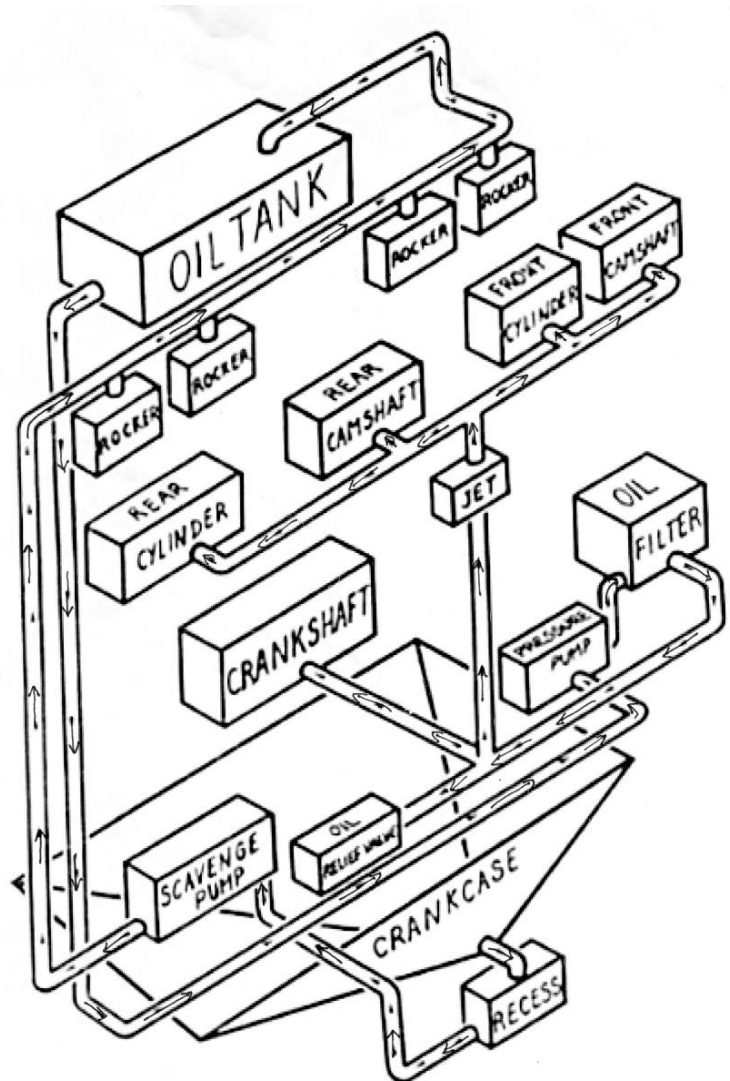 OIL TANK
ROCKER
ROCKER
FRONT
CAMSHAFT
FRONT
CYLINDER
ROCKER
ROCKER
REAR
CAMSHAFT
JET
OIL
FILTER
REAR
CYLINDER
CRANKSHAFT
PRESSURE
PUMP
SCAVENGE
PUMP
OIL
RELIEF VALVE
CRANKCASE
RECESS